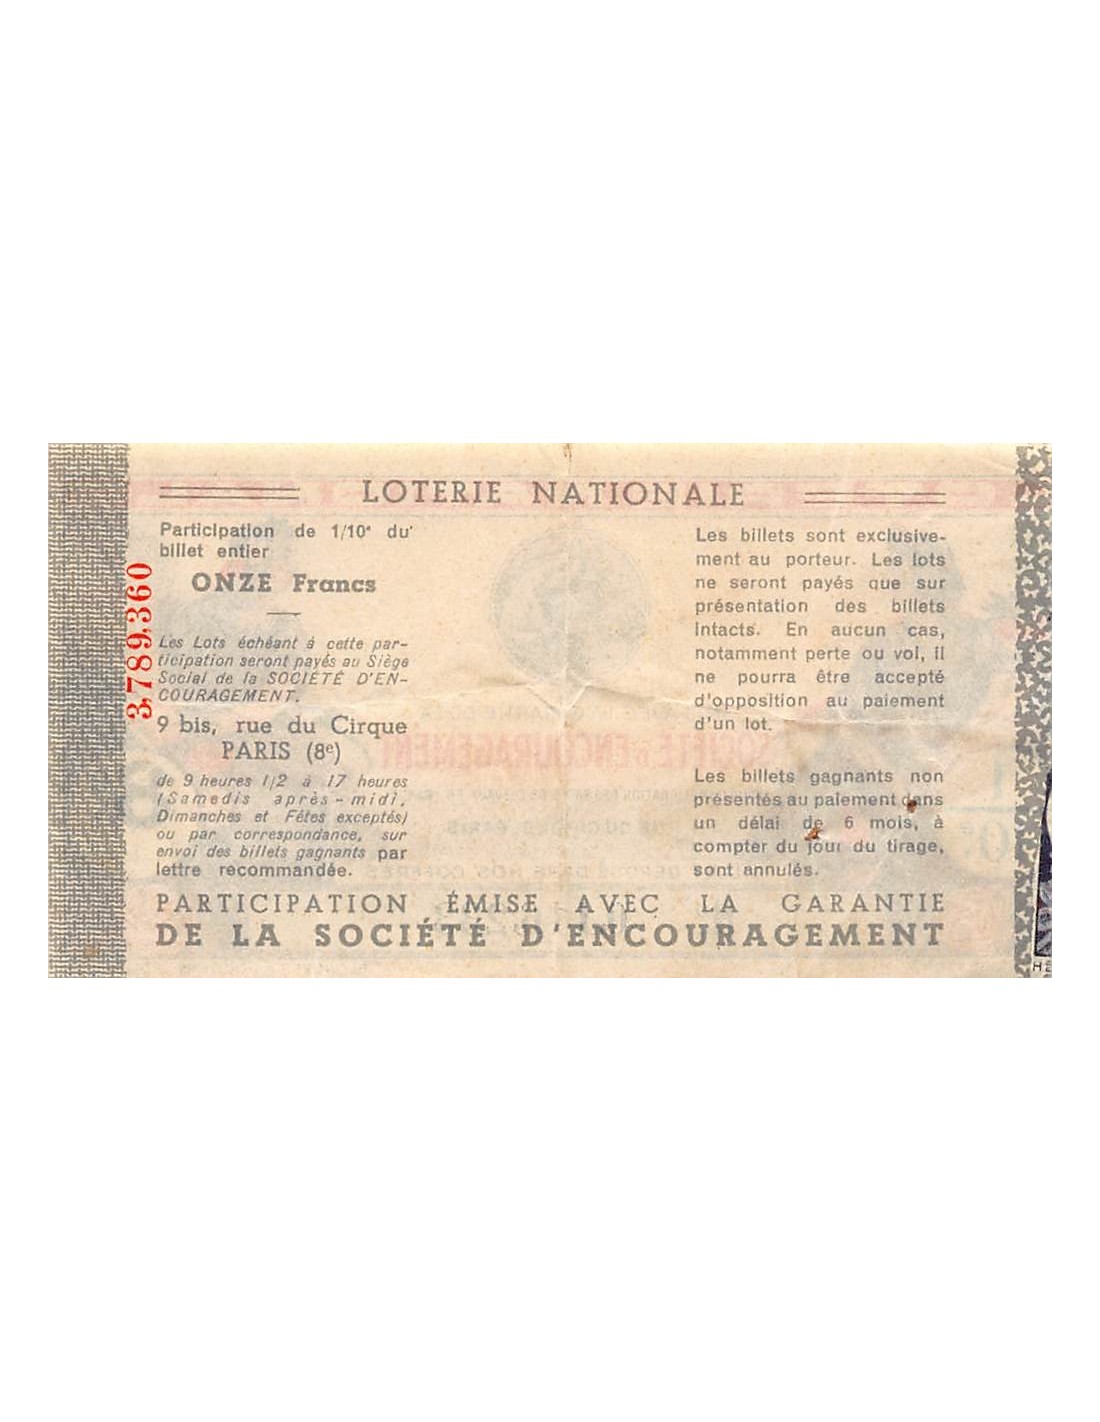 LOTERIE NATIONALE
Participation de 1/10e du
billet entier
ONZE Francs
Les Lots échéant à cette par-
ticipation seront payés au Siège
Social de la SOCIÉTÉ D'EN-
COURAGEMENT.
9 bis, rue du Cirque
PARIS (8e)
de 9 heures 1/2 à 17 heures
(Samedis après-midi,
Dimanches et Fêtes exceptés)
ou par correspondance, sur
envoi des billets gagnants par
lettre recommandée.
3,789,360
Les billets sont exclusive-
ment au porteur. Les lots
ne seront payés que sur
présentation des billets
intacts. En aucun cas,
notamment perte ou vol, il
ne pourra être accepté
d'opposition au paiement
d'un lot.
Les billets gagnants non
présentés au paiement dans
un délai de 6 mois, à
compter du jour du tirage,
sont annulés.
PARTICIPATION ÉMISE AVEC LA GARANTIE
DE LA SOCIÉTÉ D'ENCOURAGEMENT
HÉ